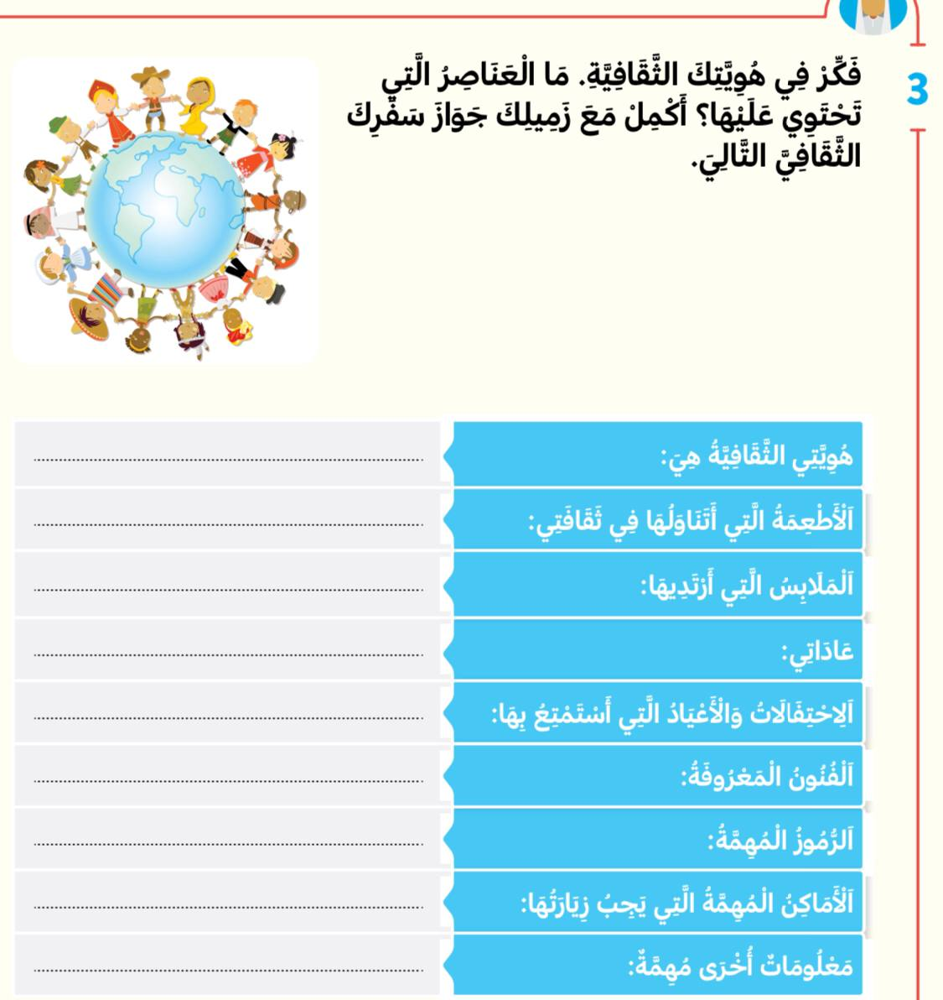 3
فَكِّرْ فِي هُوِيَّتِكَ الثَّقَافِيَّةِ. مَا الْعَنَاصِرُ الَّتِي
تَحْتَوِي عَلَيْهَا؟ أَكْمِلْ مَعَ زَمِيلِكَ جَوَازَ سَفَرِكَ
الثَّقَافِيَّ التَّالِيَ.
هُوِيَّتِي الثَّقَافِيَّةُ هِيَ: ........................................
اَلْأَطْعِمَةُ الَّتِي أَتَنَاوَلُهَا فِي ثَقَافَتِي: ........................................
اَلْمَلَابِسُ الَّتِي أَرْتَدِيهَا: ........................................
عَادَاتِي: ........................................
اَلِاحْتِفَالَاتُ وَالْأَعْيَادُ الَّتِي أَسْتَمْتِعُ بِهَا: ........................................
اَلْفُنُونُ الْمَعْرُوفَةُ: ........................................
اَلرُّمُوزُ الْمُهِمَّةُ: ........................................
اَلْأَمَاكِنُ الْمُهِمَّةُ الَّتِي يَجِبُ زِيَارَتُهَا: ........................................
مَعْلُومَاتٌ أُخْرَى مُهِمَّةٌ: ........................................